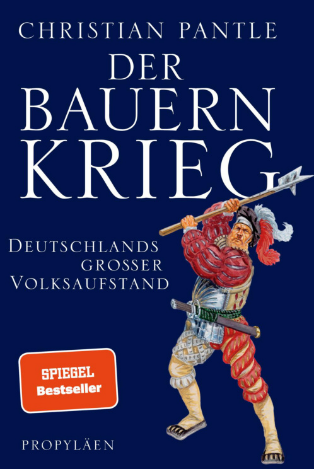 CHRISTIAN PANTLE
DER
BAUERN
KRIEG
DEUTSCHLANDS
GROSSER
VOLKSAUFSTAND
SPIEGEL
Bestseller
PROPYLÄEN